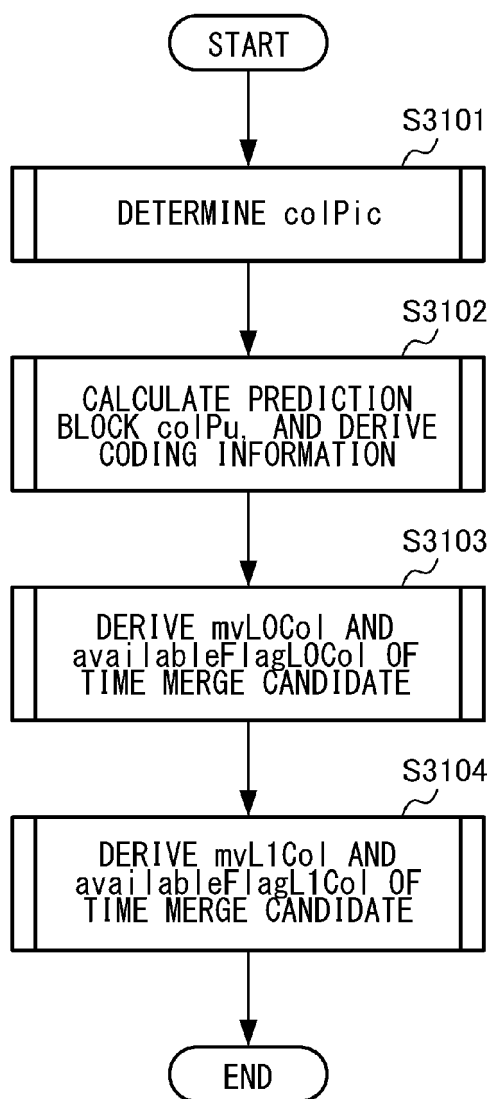 START
S3101
DETERMINE colPic
S3102
CALCULATE PREDICTION
BLOCK colPu, AND DERIVE
CODING INFORMATION
S3103
DERIVE mvL0Col AND
availableFlagL0Col OF
TIME MERGE CANDIDATE
S3104
DERIVE mvL1Col AND
availableFlagL1Col OF
TIME MERGE CANDIDATE
END